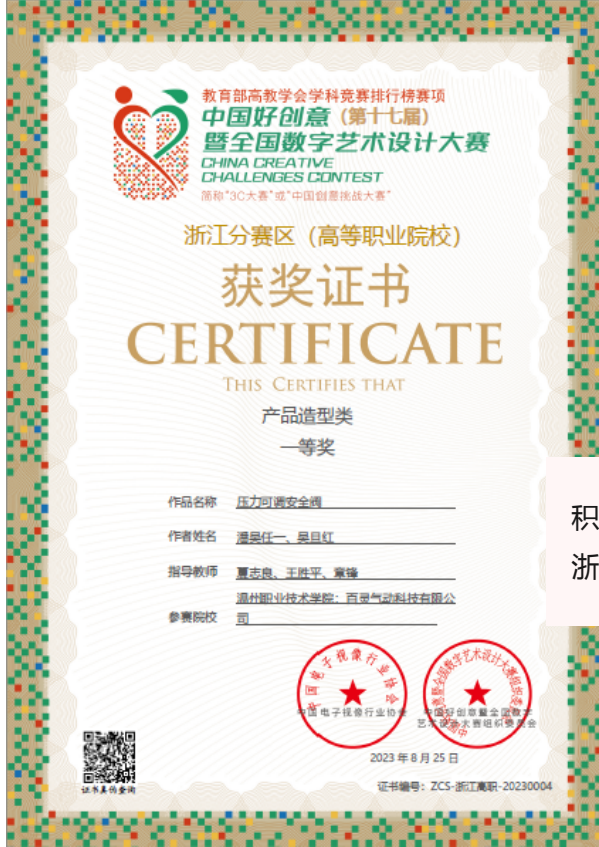 教育部高教学会学科竞赛排行榜赛项
中国好创意（第十七届）
暨全国数字艺术设计大赛
CHINA CREATIVE
CHALLENGES CONTEST
简称"3C大赛"或"中国创意挑战大赛"
浙江分赛区（高等职业院校）
获奖证书
CERTIFICATE
THIS CERTIFIES THAT
产品造型类
一等奖
作品名称 压力可调安全阀
作者姓名 潘昊任一、吴旦红
指导教师 夏志良、王胜平、章锋
温州职业技术学院；百灵气动科技有限公
参赛院校 司
积
浙
中国电子视像行业协会
中国电子视像行业协会
中国好创意暨全国数字
艺术设计大赛组织委员会
2023年8月25日
证书真伪查询
证书编号：ZCS-浙江高职-20230004